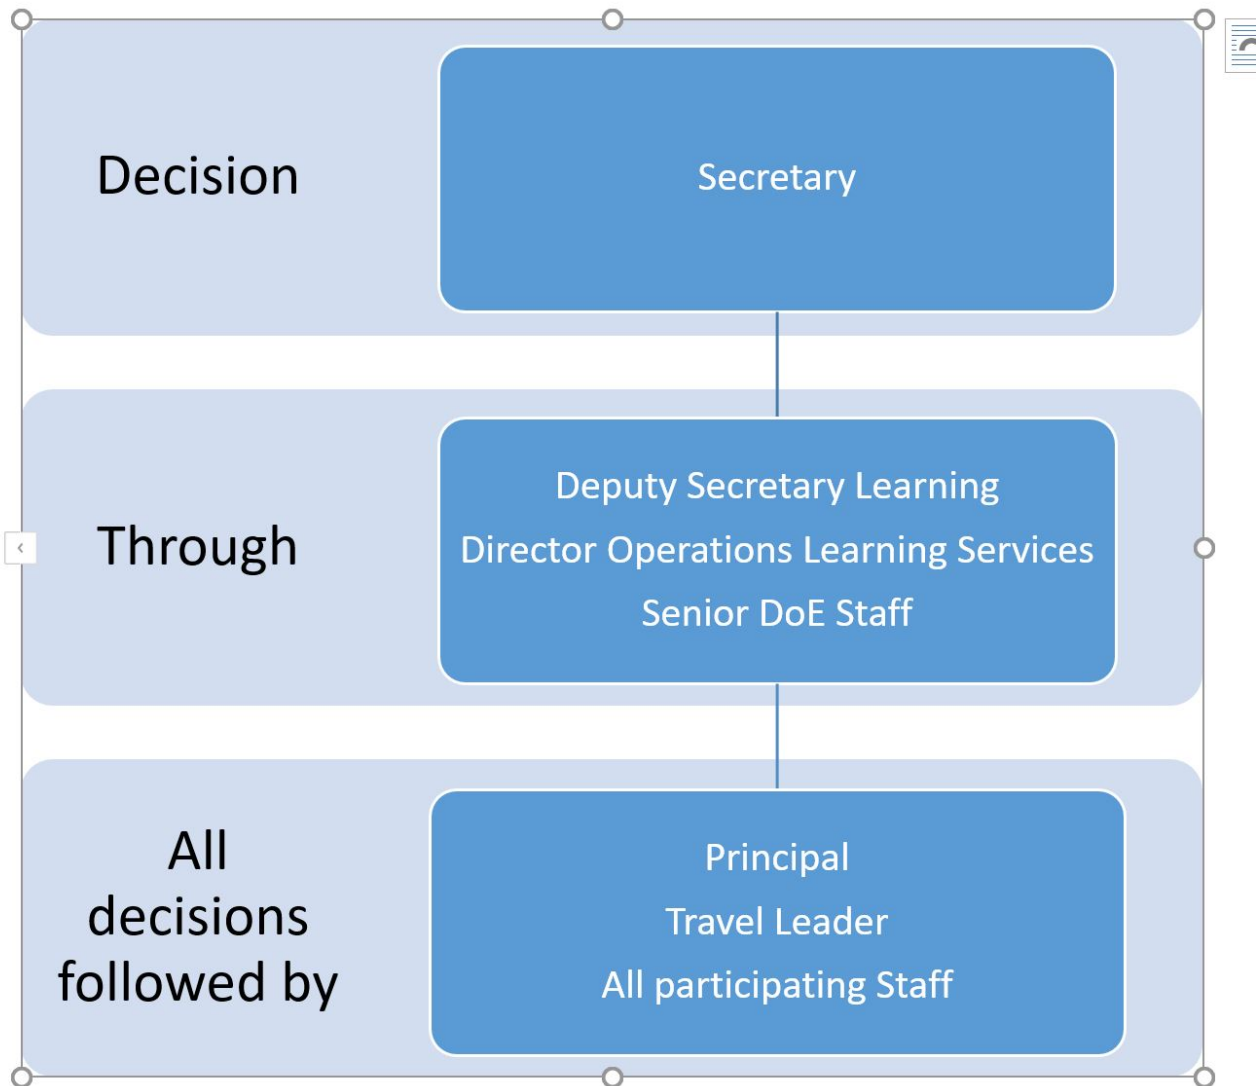 Decision
Secretary
Through
Deputy Secretary Learning
Director Operations Learning Services
Senior DoE Staff
All
decisions
followed by
Principal
Travel Leader
All participating Staff